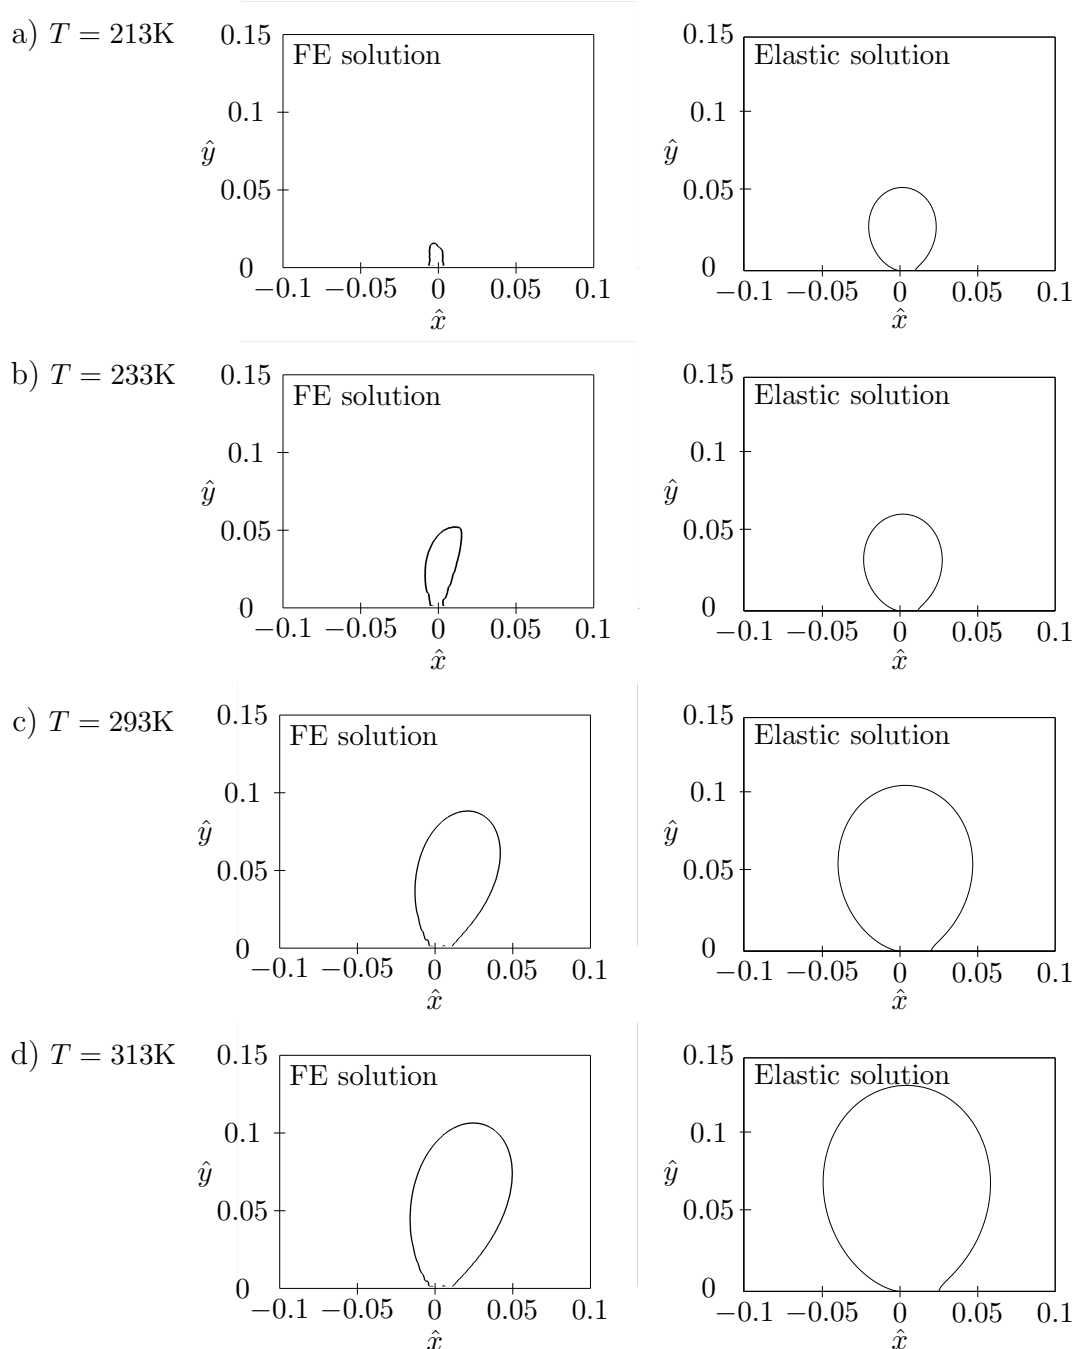 a) T = 213K
0.15
FE solution
0.1
ŷ
0.05
0
−0.1 −0.05 0 0.05 0.1
x̂
0.15
Elastic solution
0.1
ŷ
0.05
0
−0.1 −0.05 0 0.05 0.1
x̂
b) T = 233K
0.15
FE solution
0.1
ŷ
0.05
0
−0.1 −0.05 0 0.05 0.1
x̂
0.15
Elastic solution
0.1
ŷ
0.05
0
−0.1 −0.05 0 0.05 0.1
x̂
c) T = 293K
0.15
FE solution
0.1
ŷ
0.05
0
−0.1 −0.05 0 0.05 0.1
x̂
0.15
Elastic solution
0.1
ŷ
0.05
0
−0.1 −0.05 0 0.05 0.1
x̂
d) T = 313K
0.15
FE solution
0.1
ŷ
0.05
0
−0.1 −0.05 0 0.05 0.1
x̂
0.15
Elastic solution
0.1
ŷ
0.05
0
−0.1 −0.05 0 0.05 0.1
x̂